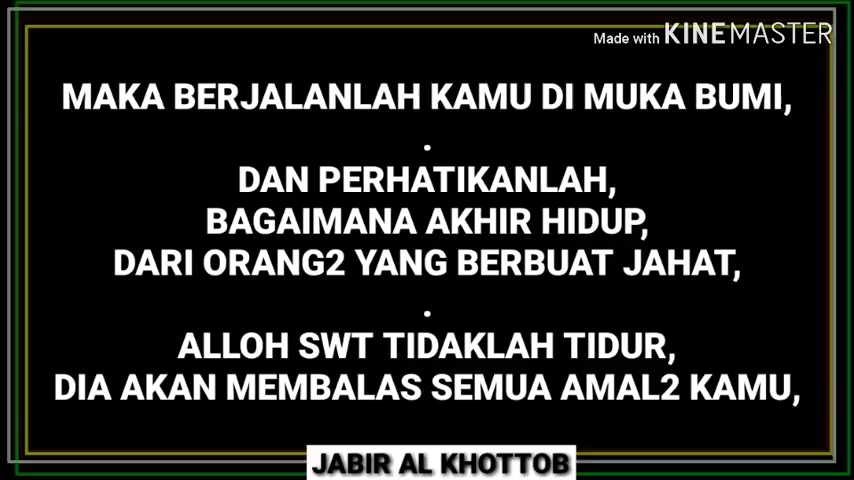 Made with KINEMASTER
MAKA BERJALANLAH KAMU DI MUKA BUMI,
.
DAN PERHATIKANLAH,
BAGAIMANA AKHIR HIDUP,
DARI ORANG2 YANG BERBUAT JAHAT,
.
ALLOH SWT TIDAKLAH TIDUR,
DIA AKAN MEMBALAS SEMUA AMAL2 KAMU,
JABIR AL KHOTTOB